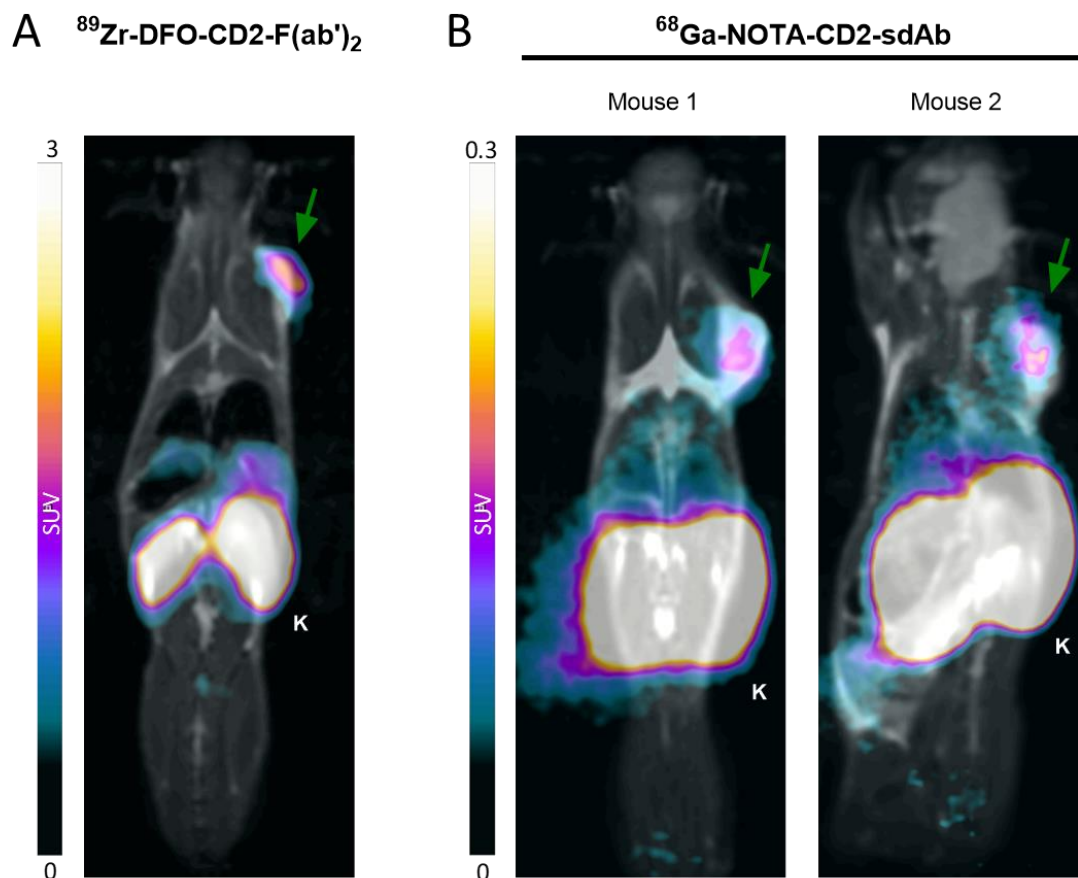 A
⁸⁹Zr-DFO-CD2-F(ab')₂
3
SUV
0
K
B
⁶⁸Ga-NOTA-CD2-sdAb
Mouse 1
Mouse 2
0.3
SUV
0
K
K